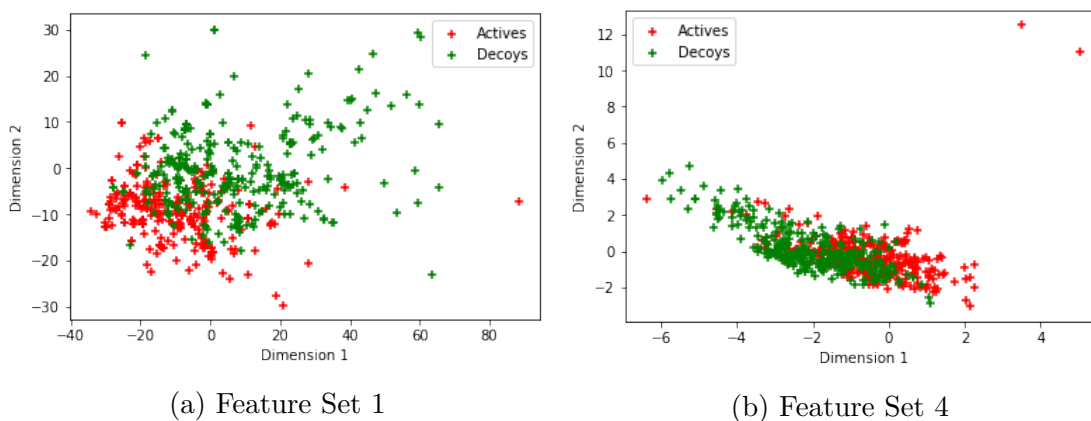 30
20
10
0
−10
−20
−30
Dimension 2
Actives
Decoys
−40 −20 0 20 40 60 80
Dimension 1
(a) Feature Set 1
12
10
8
6
4
2
0
−2
Dimension 2
Actives
Decoys
−6 −4 −2 0 2 4
Dimension 1
(b) Feature Set 4